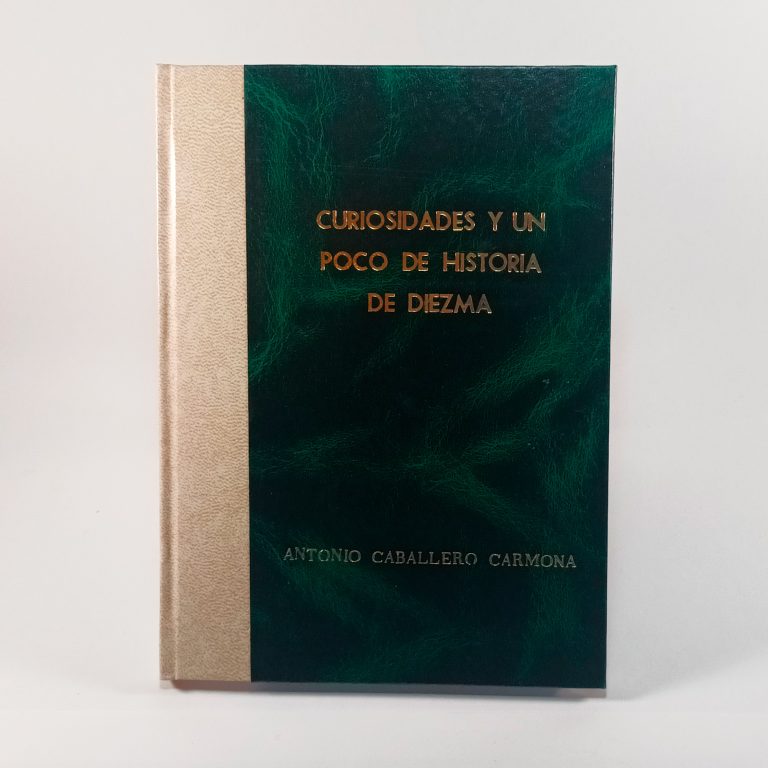 CURIOSIDADES Y UN
POCO DE HISTORIA
DE DIEZMA
ANTONIO CABALLERO CARMONA